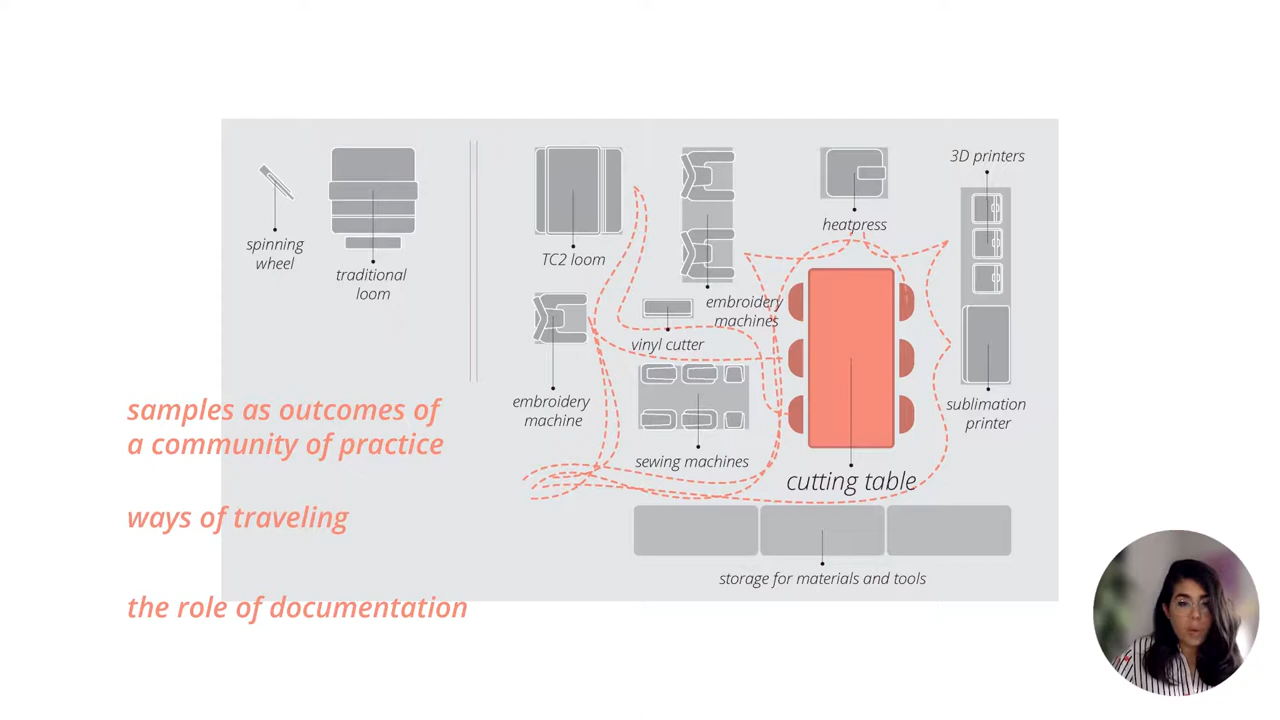 3D printers
heatpress
spinning
wheel
TC2 loom
traditional
loom
embroidery
machines
vinyl cutter
embroidery
machine
sublimation
printer
samples as outcomes of
a community of practice
sewing machines
cutting table
ways of traveling
storage for materials and tools
the role of documentation